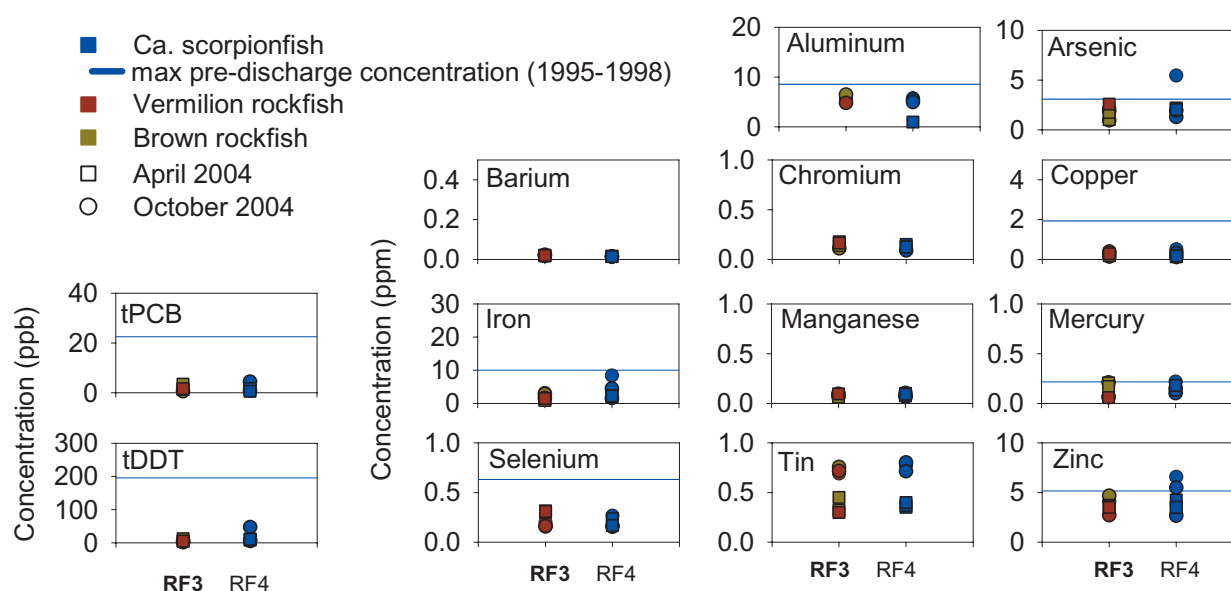 Ca. scorpionfish
max pre-discharge concentration (1995-1998)
Vermilion rockfish
Brown rockfish
April 2004
October 2004
Concentration (ppb)
40
20
0
tPCB
300
200
100
0
tDDT
RF3 RF4
Concentration (ppm)
0.4
0.2
0.0
Barium
30
20
10
0
Iron
1.0
0.5
0.0
Selenium
RF3 RF4
20
10
0
Aluminum
1.0
0.5
0.0
Chromium
1.0
0.5
0.0
Manganese
1.0
0.5
0.0
Tin
RF3 RF4
10
5
0
Arsenic
4
2
0
Copper
1.0
0.5
0.0
Mercury
10
5
0
Zinc
RF3 RF4